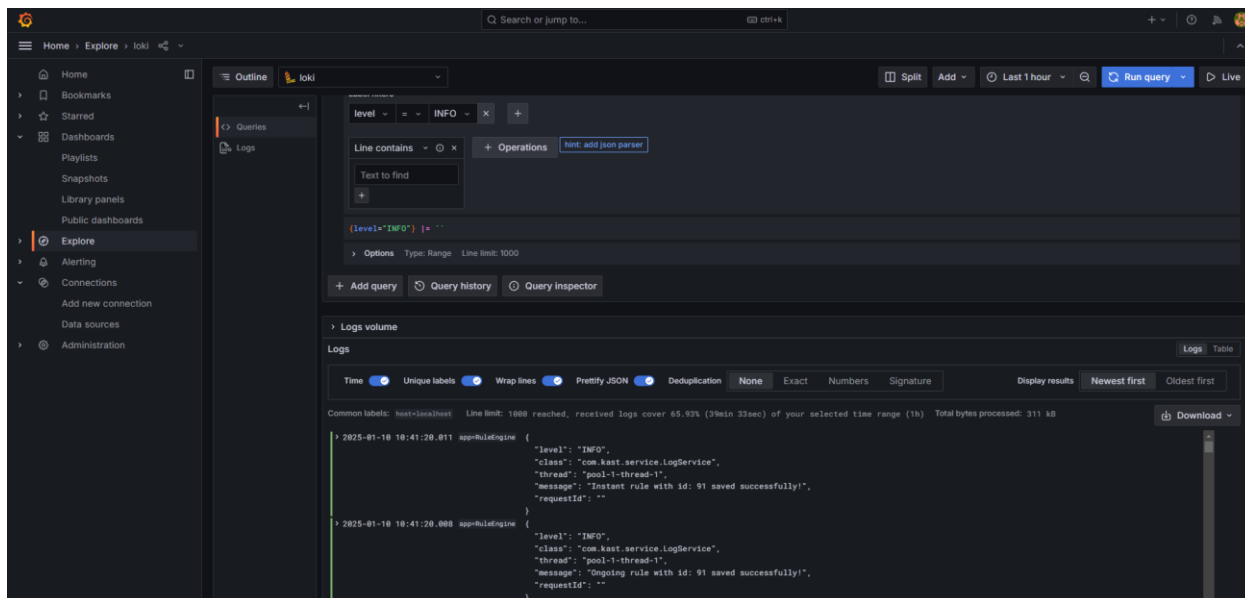 Search or jump to... ctrl+k
Home › Explore › loki
Home
Bookmarks
Starred
Dashboards
Playlists
Snapshots
Library panels
Public dashboards
Explore
Alerting
Connections
Add new connection
Data sources
Administration
Outline loki Split Add Last 1 hour Run query Live
Queries
Logs
Label filters
level = INFO × +
Line contains × + Operations hint: add json parser
Text to find
+
{level="INFO"} |= ``
› Options Type: Range Line limit: 1000
+ Add query Query history Query inspector
› Logs volume
Logs Logs Table
Time Unique labels Wrap lines Prettify JSON Deduplication None Exact Numbers Signature Display results Newest first Oldest first
Common labels: host=localhost Line limit: 1000 reached, received logs cover 65.93% (39min 33sec) of your selected time range (1h) Total bytes processed: 311 kB Download
› 2025-01-10 10:41:20.011 app=RuleEngine {
"level": "INFO",
"class": "com.kast.service.LogService",
"thread": "pool-1-thread-1",
"message": "Instant rule with id: 91 saved successfully!",
"requestId": ""
}
› 2025-01-10 10:41:20.008 app=RuleEngine {
"level": "INFO",
"class": "com.kast.service.LogService",
"thread": "pool-1-thread-1",
"message": "Ongoing rule with id: 91 saved successfully!",
"requestId": ""
}